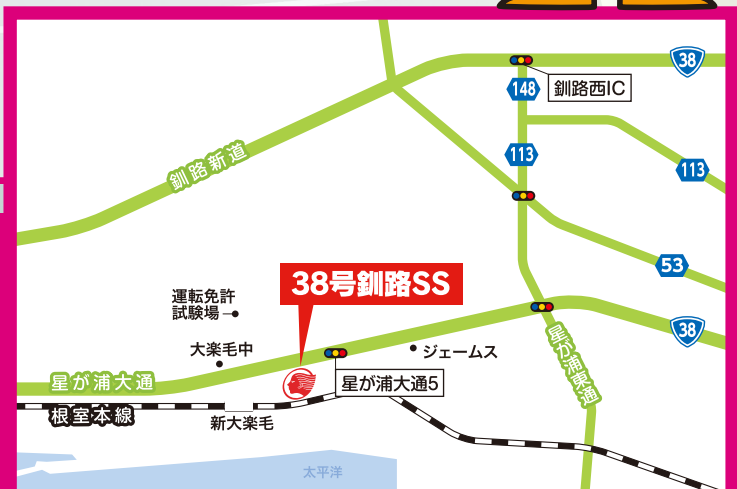 38
148
釧路西IC
釧路新道
113
113
53
38号釧路SS
運転免許
試験場
大楽毛中
ジェームス
38
星が浦東通
星が浦大通
星が浦大通5
根室本線
新大楽毛
太平洋